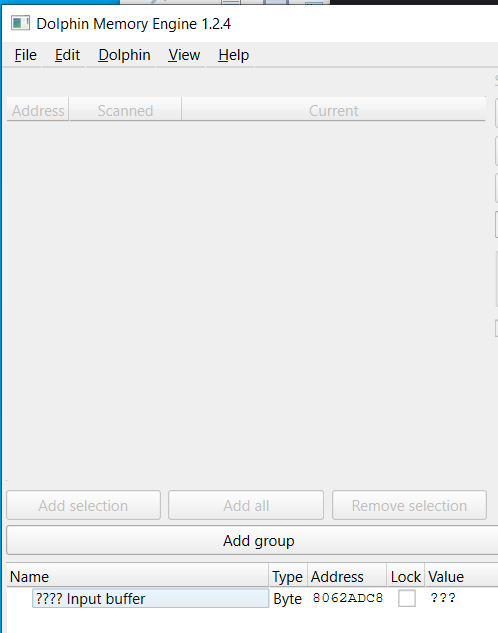 Dolphin Memory Engine 1.2.4
File Edit Dolphin View Help
Address Scanned Current
Add selection Add all Remove selection
Add group
Name Type Address Lock Value
???? Input buffer Byte 8062ADC8 ???